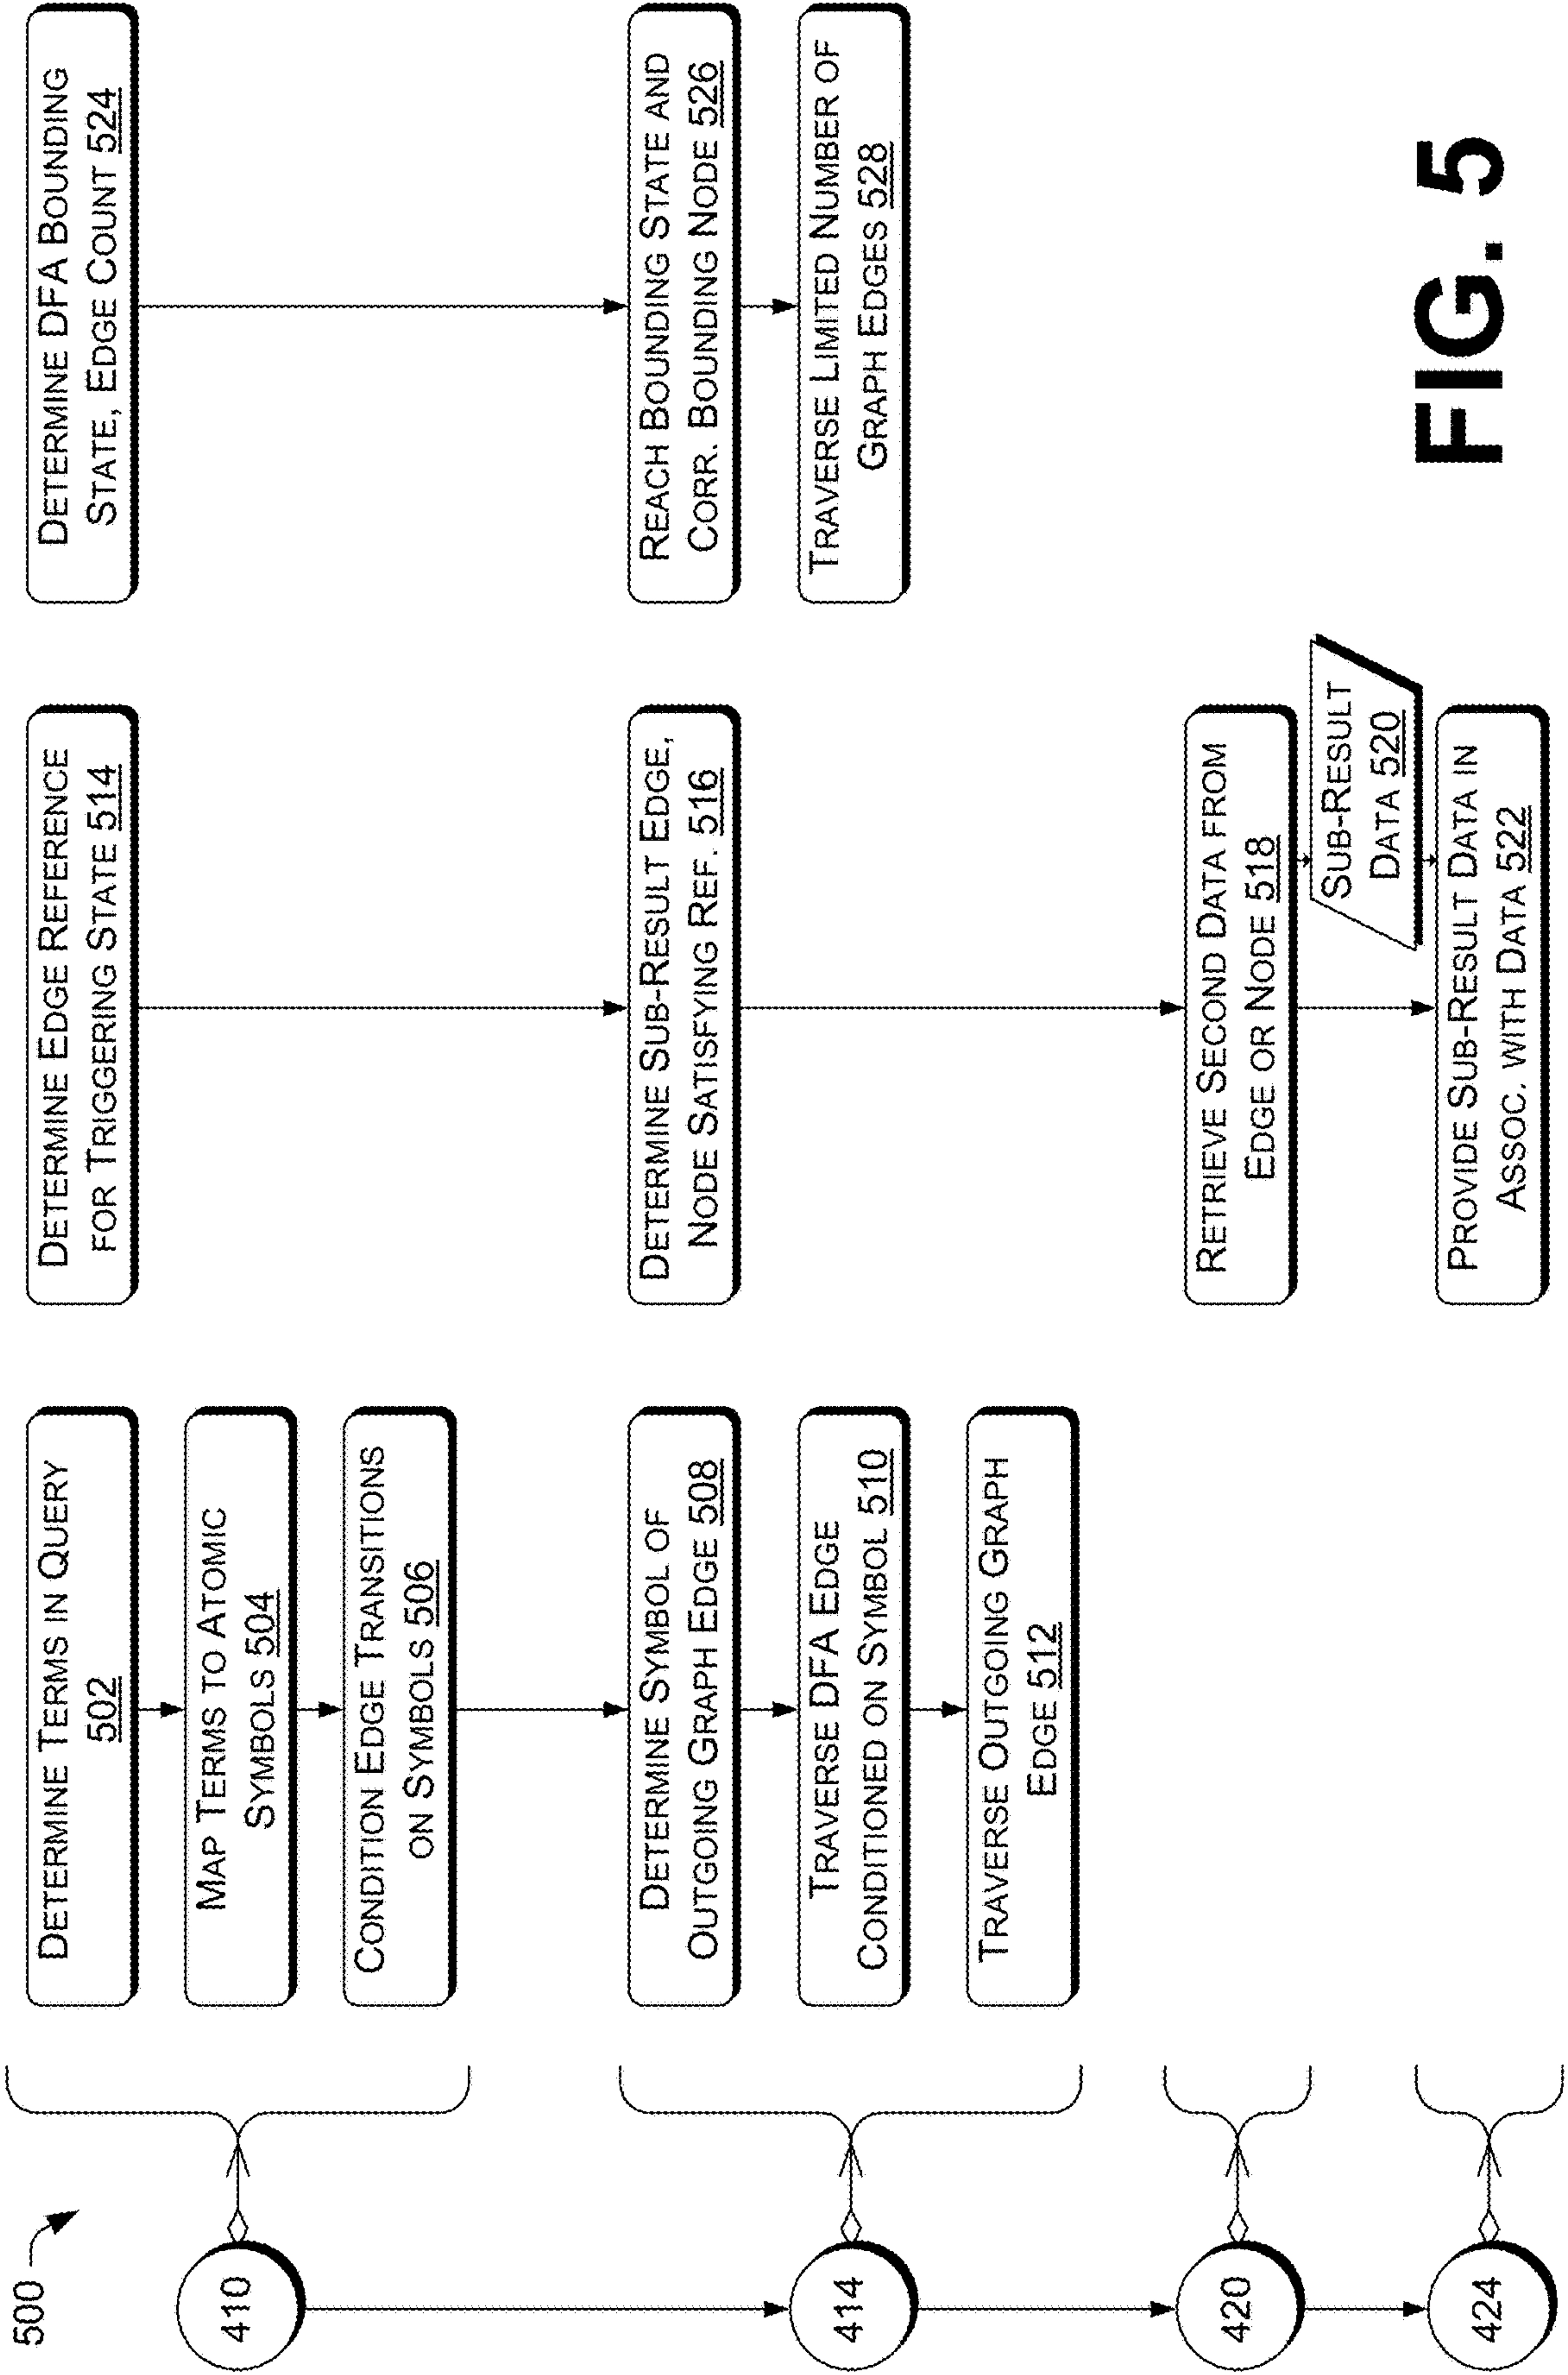 500
410
414
420
424
DETERMINE TERMS IN QUERY
502
MAP TERMS TO ATOMIC
SYMBOLS 504
CONDITION EDGE TRANSITIONS
ON SYMBOLS 506
DETERMINE SYMBOL OF
OUTGOING GRAPH EDGE 508
TRAVERSE DFA EDGE
CONDITIONED ON SYMBOL 510
TRAVERSE OUTGOING GRAPH
EDGE 512
DETERMINE EDGE REFERENCE
FOR TRIGGERING STATE 514
DETERMINE SUB-RESULT EDGE,
NODE SATISFYING REF. 516
RETRIEVE SECOND DATA FROM
EDGE OR NODE 518
SUB-RESULT
DATA 520
PROVIDE SUB-RESULT DATA IN
ASSOC. WITH DATA 522
DETERMINE DFA BOUNDING
STATE, EDGE COUNT 524
REACH BOUNDING STATE AND
CORR. BOUNDING NODE 526
TRAVERSE LIMITED NUMBER OF
GRAPH EDGES 528
FIG. 5